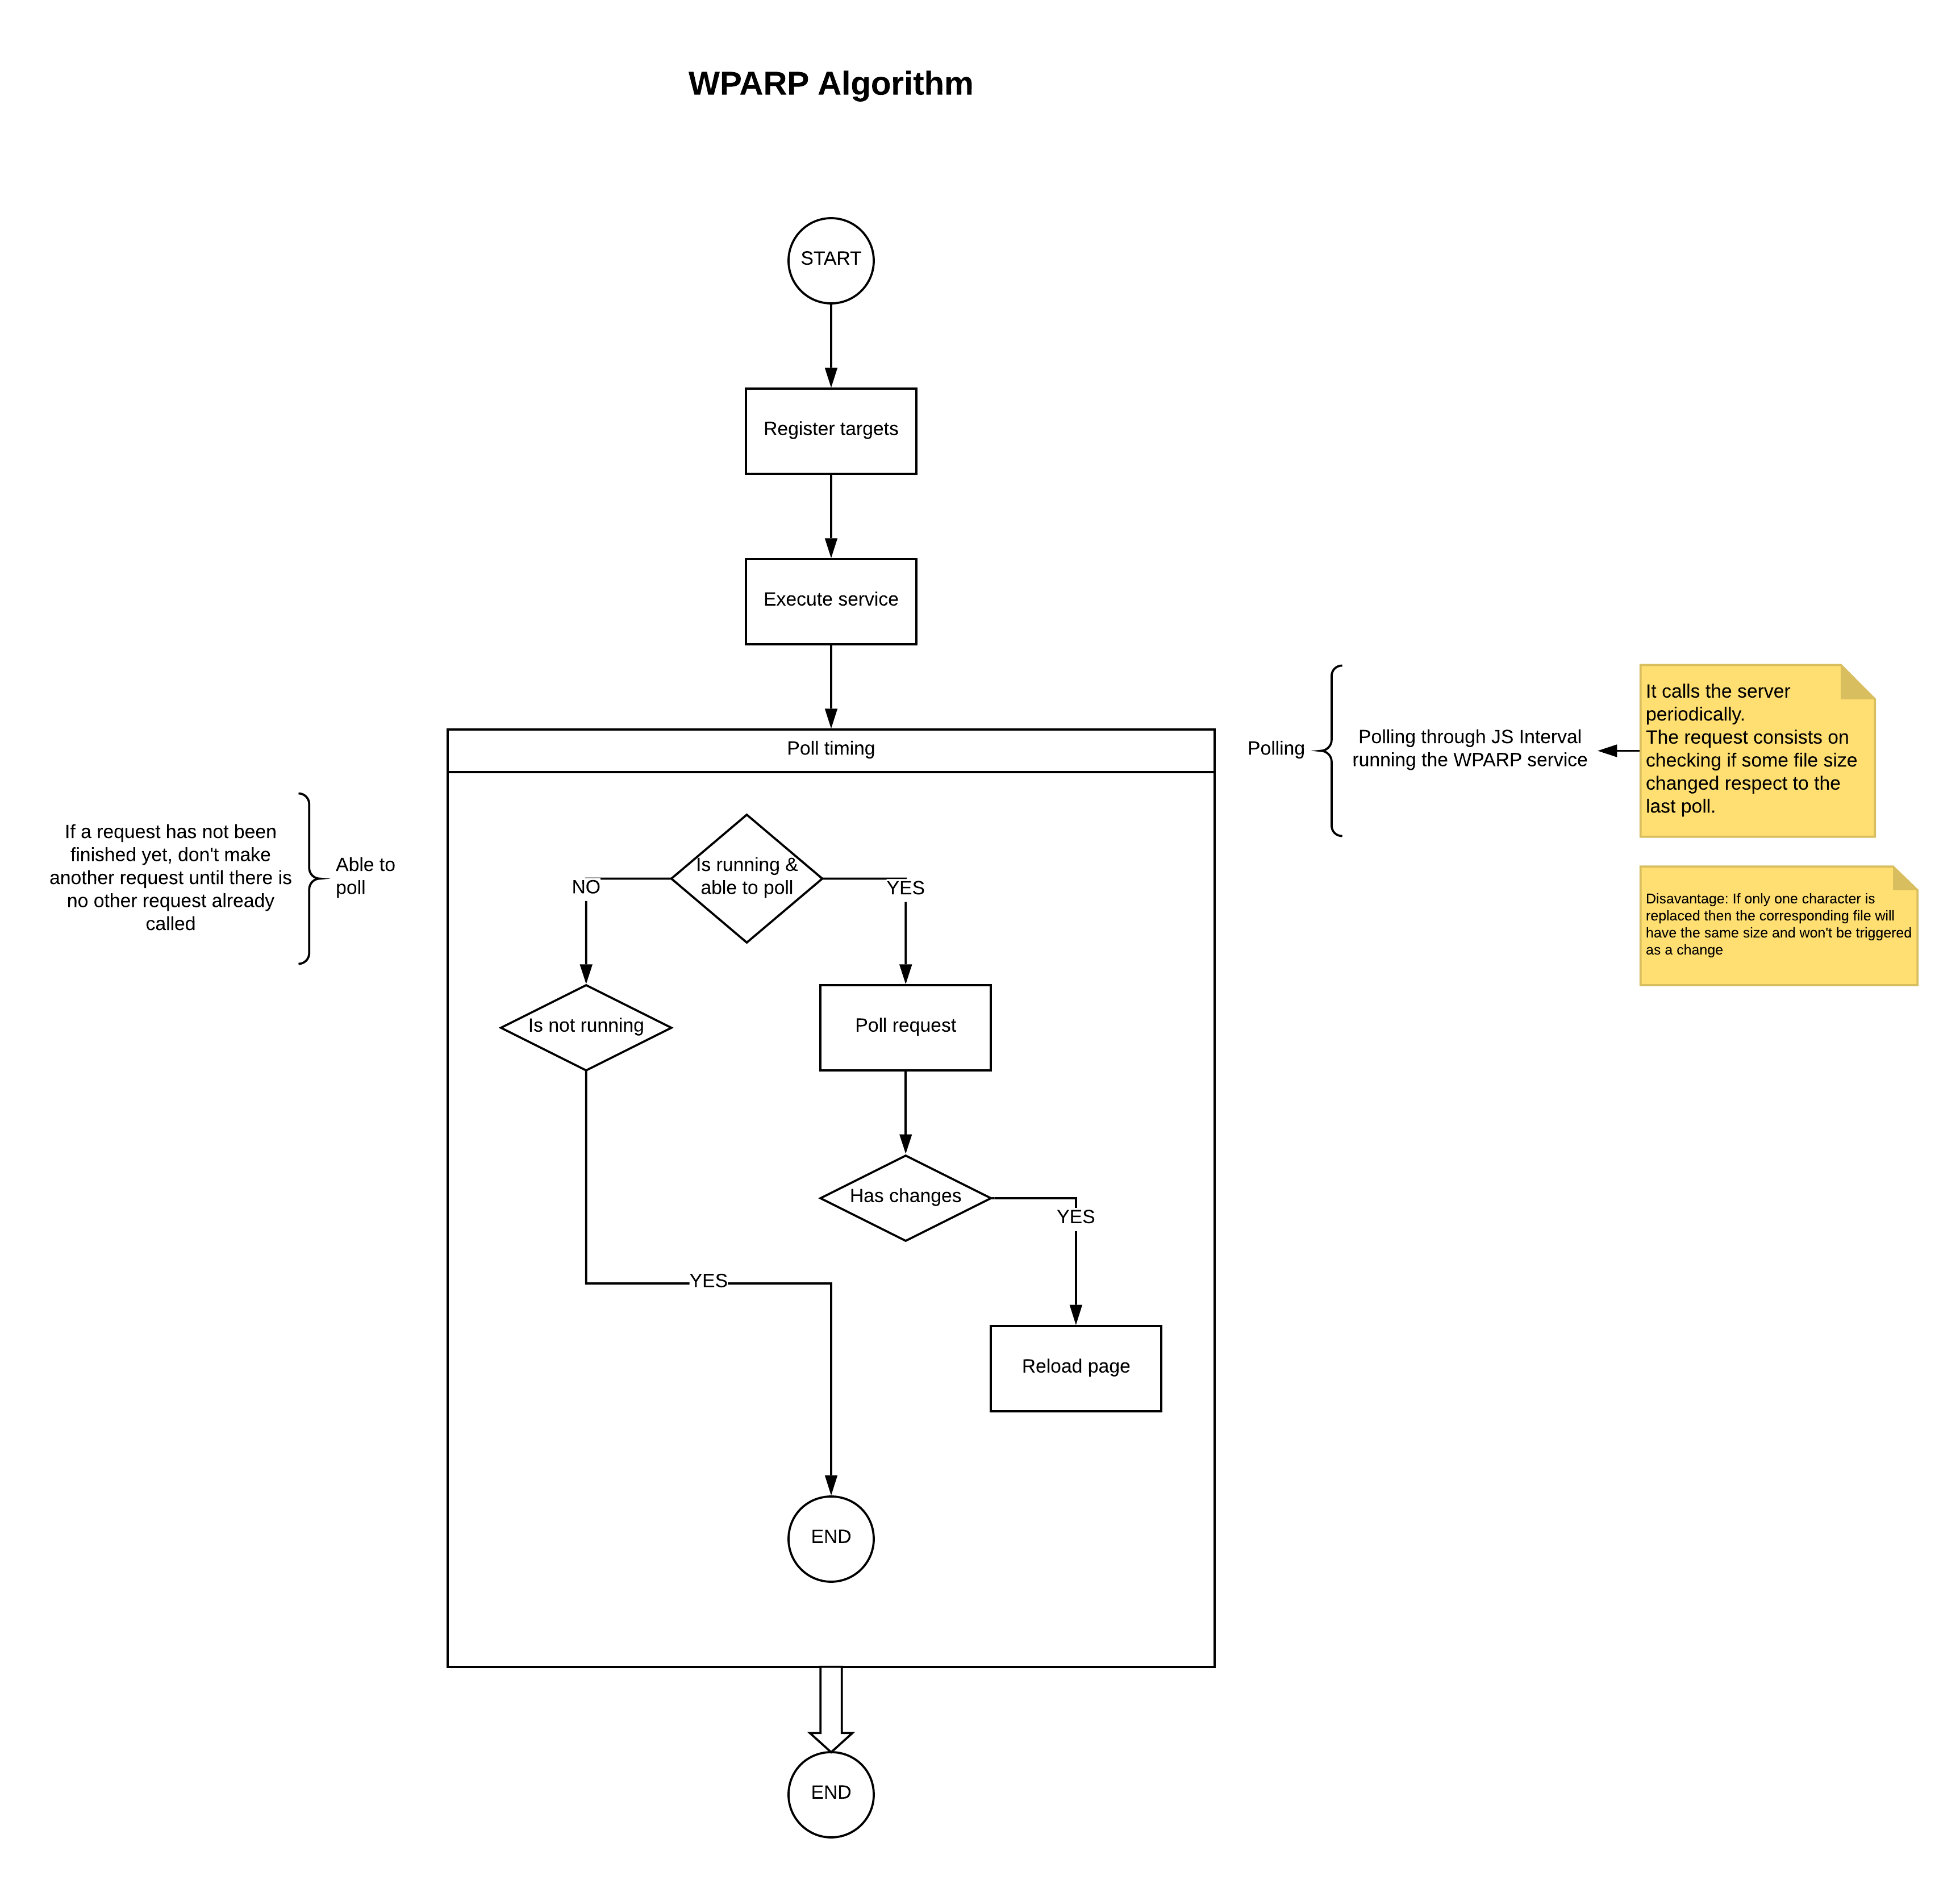 WPARP Algorithm
START
Register targets
Execute service
Poll timing
Polling
Polling through JS Interval
running the WPARP service
It calls the server
periodically.
The request consists on
checking if some file size
changed respect to the
last poll.
If a request has not been
finished yet, don't make
another request until there is
no other request already
called
Able to
poll
Is running &
able to poll
NO
YES
Disavantage: If only one character is
replaced then the corresponding file will
have the same size and won't be triggered
as a change
Is not running
Poll request
Has changes
YES
YES
Reload page
END
END